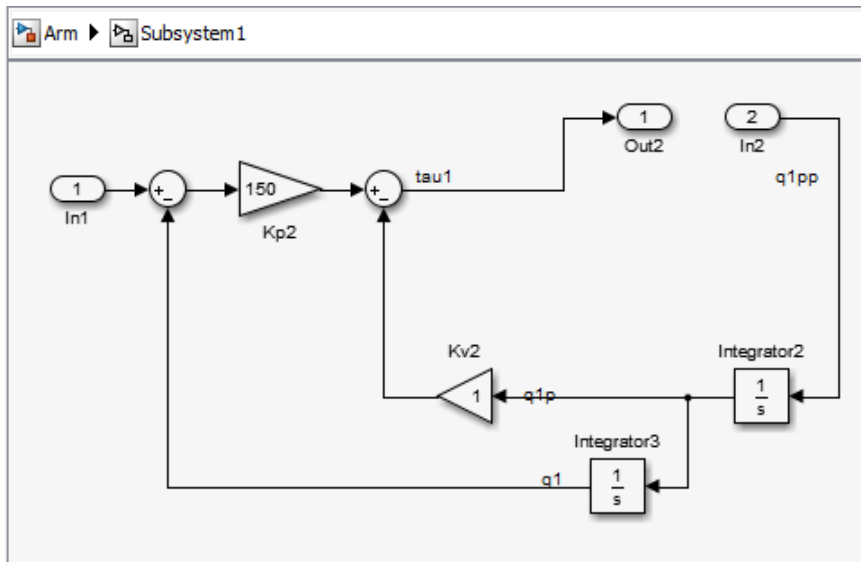 Arm Subsystem1
1
In1
+
-
150
Kp2
+
-
tau1
1
Out2
2
In2
q1pp
Kv2
1
q1p
Integrator2
1
s
Integrator3
1
s
q1